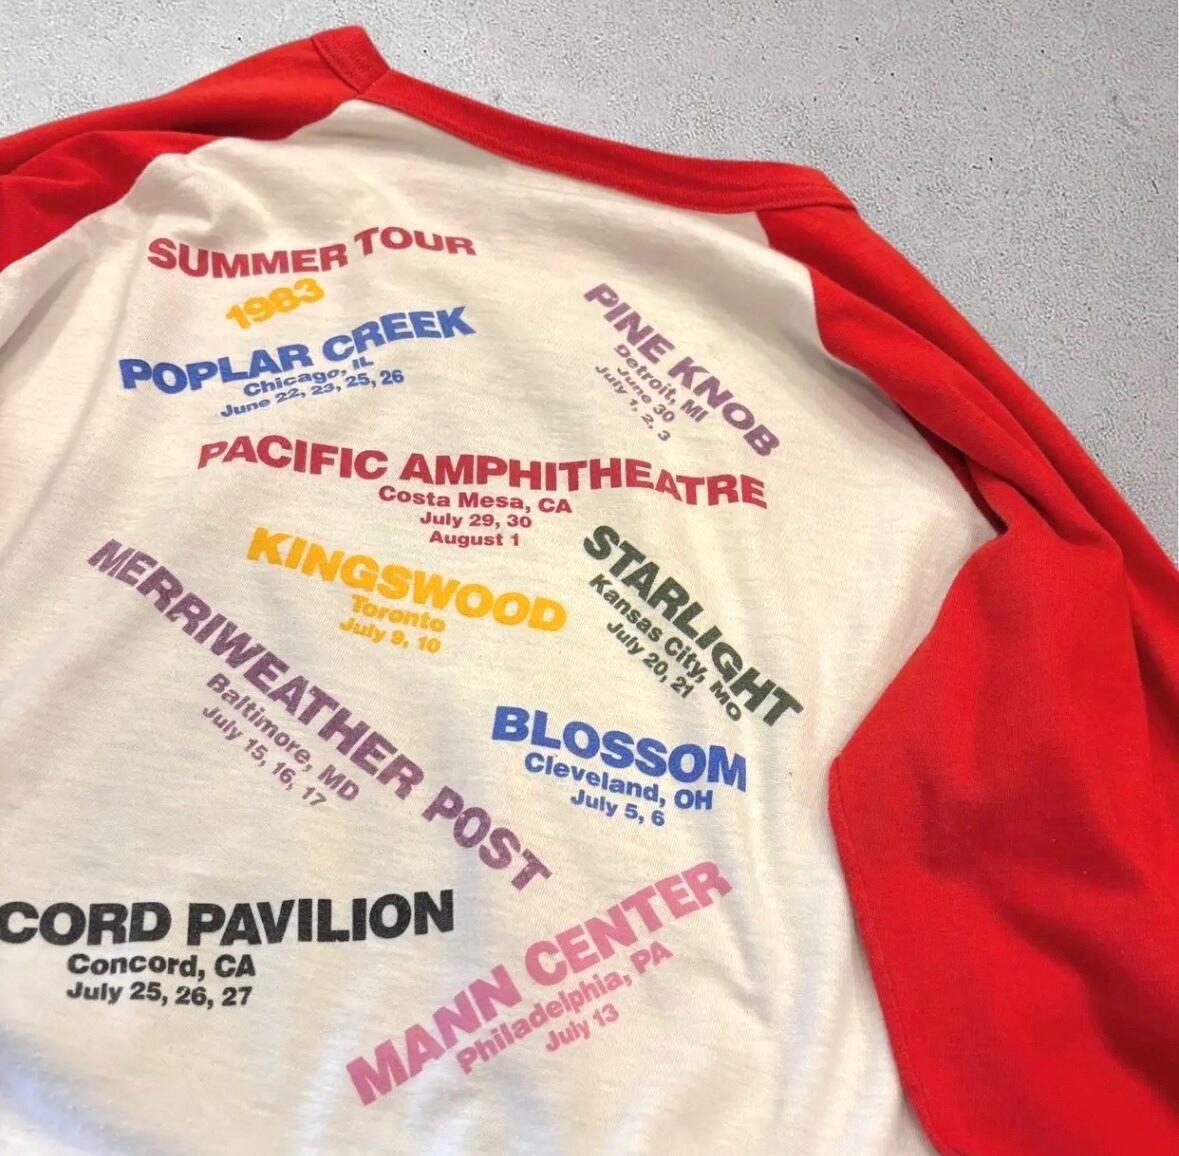 SUMMER TOUR
1983
POPLAR CREEK
Chicago, IL
June 22, 23, 25, 26
PINE KNOB
Detroit, MI
June 30
July 1, 2, 3
PACIFIC AMPHITHEATRE
Costa Mesa, CA
July 29, 30
August 1
KINGSWOOD
Toronto
July 9, 10
STARLIGHT
Kansas City, MO
July 20, 21
MERRIWEATHER POST
Baltimore, MD
July 15, 16, 17
BLOSSOM
Cleveland, OH
July 5, 6
CORD PAVILION
Concord, CA
July 25, 26, 27
MANN CENTER
Philadelphia, PA
July 13